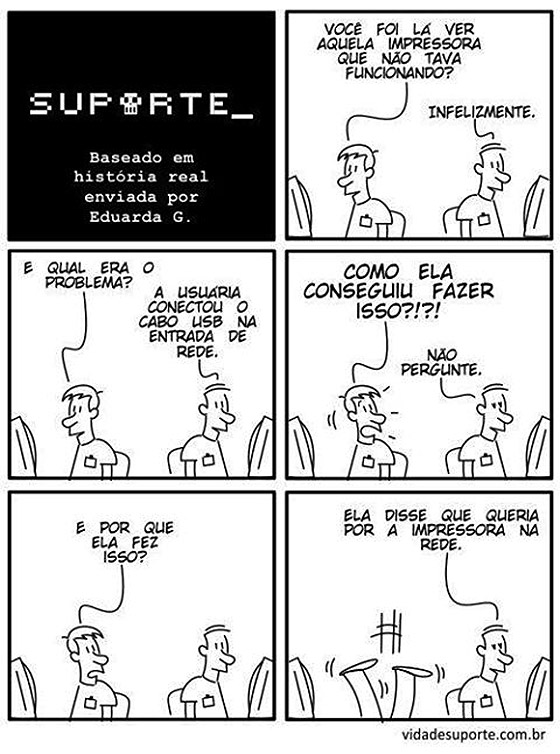 SUPORTE_
Baseado em
história real
enviada por
Eduarda G.
VOCÊ FOI LÁ VER
AQUELA IMPRESSORA
QUE NÃO TAVA
FUNCIONANDO?
INFELIZMENTE.
E QUAL ERA O
PROBLEMA?
A USUÁRIA
CONECTOU O
CABO USB NA
ENTRADA DE
REDE.
COMO ELA
CONSEGUIU FAZER
ISSO?!?!
NÃO
PERGUNTE.
E POR QUE
ELA FEZ
ISSO?
ELA DISSE QUE QUERIA
POR A IMPRESSORA NA
REDE.
vidadesuporte.com.br